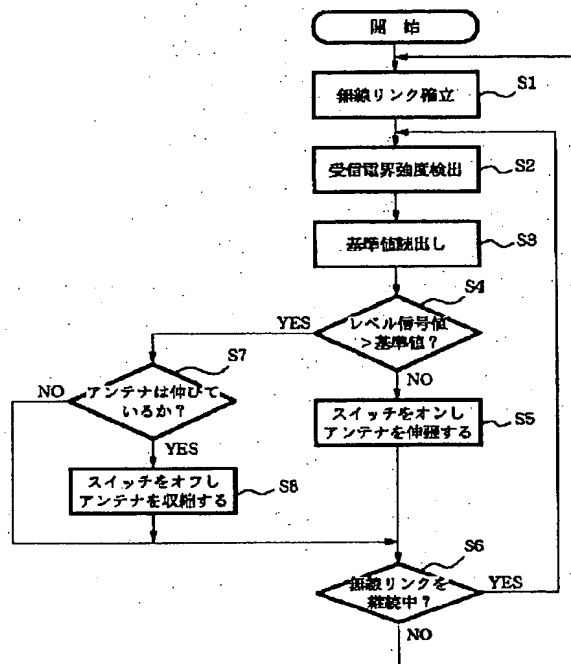 開始
無線リンク確立
S1
受信電界強度検出
S2
基準値読出し
S3
S4
レベル信号値
>基準値?
YES
NO
S7
アンテナは伸びて
いるか?
NO
YES
スイッチをオンし
アンテナを伸張する
S5
スイッチをオフし
アンテナを収縮する
S8
S6
無線リンクを
継続中?
YES
NO